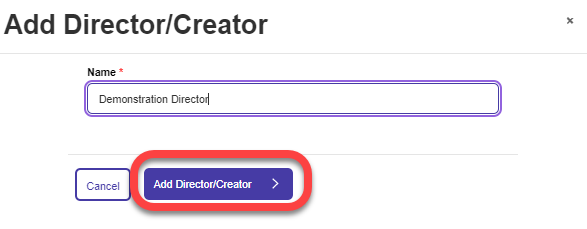 Add Director/Creator
×
Name *
Demonstration Director
Cancel
Add Director/Creator